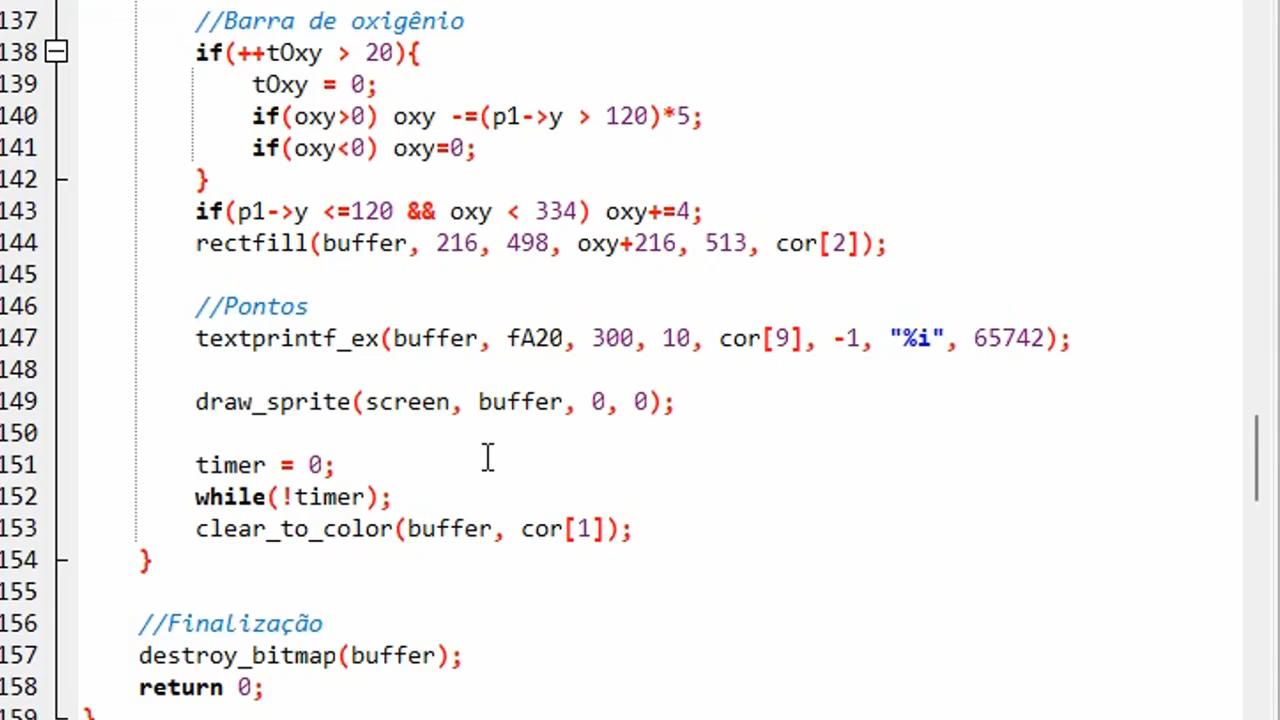 137 //Barra de oxigênio
138 if(++tOxy > 20){
139 tOxy = 0;
140 if(oxy>0) oxy -=(p1->y > 120)*5;
141 if(oxy<0) oxy=0;
142 }
143 if(p1->y <=120 && oxy < 334) oxy+=4;
144 rectfill(buffer, 216, 498, oxy+216, 513, cor[2]);
145
146 //Pontos
147 textprintf_ex(buffer, fA20, 300, 10, cor[9], -1, "%i", 65742);
148
149 draw_sprite(screen, buffer, 0, 0);
150
151 timer = 0;
152 while(!timer);
153 clear_to_color(buffer, cor[1]);
154 }
155
156 //Finalização
157 destroy_bitmap(buffer);
158 return 0;
159 }